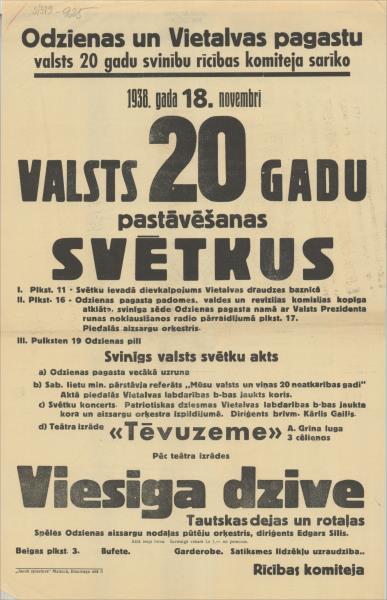 Odzienas un Vietalvas pagastu
valsts 20 gadu svinību rīcības komiteja sarīko
1938. gada 18. novembrī
VALSTS 20 GADU
pastāvēšanas
SVĒTKUS
I. Plkst. 11 - Svētku ievadā dievkalpojums Vietalvas draudzes baznīcā
II. Plkst. 16 - Odzienas pagasta padomes, valdes un revīzijas komisijas kopīga
atklāta, svinīga sēde Odzienas pagasta namā ar Valsts Prezidenta
runas noklausīšanos radio pārraidījumā plkst. 17.
Piedalās aizsargu orķestris.
III. Pulksten 19 Odzienas pilī
Svinīgs valsts svētku akts
a) Odzienas pagasta vecākā uzruna
b) Sab. lietu min. pārstāvja referāts „Mūsu valsts un viņas 20 neatkarības gadi"
Aktā piedalās Vietalvas labdarības b-bas jaukts koris.
c) Svētku koncerts. Patriotiskas dziesmas Vietalvas labdarības b-bas jaukta
kora un aizsargu orķestra izpildījumā. Diriģents brīvm. Kārlis Gailis.
d) Teātra izrāde «Tēvuzeme» A. Grīna luga
3 cēlienos
Pēc teātra izrādes
Viesīga dzīve
Tautskas dejas un rotaļas
Spēlēs Odzienas aizsargu nodaļas pūtēju orķestris, diriģents Edgars Sīlis.
Beigas plkst. 3. Bufete. Garderobe. Satiksmes līdzekļu uzraudzība..
Rīcības komiteja